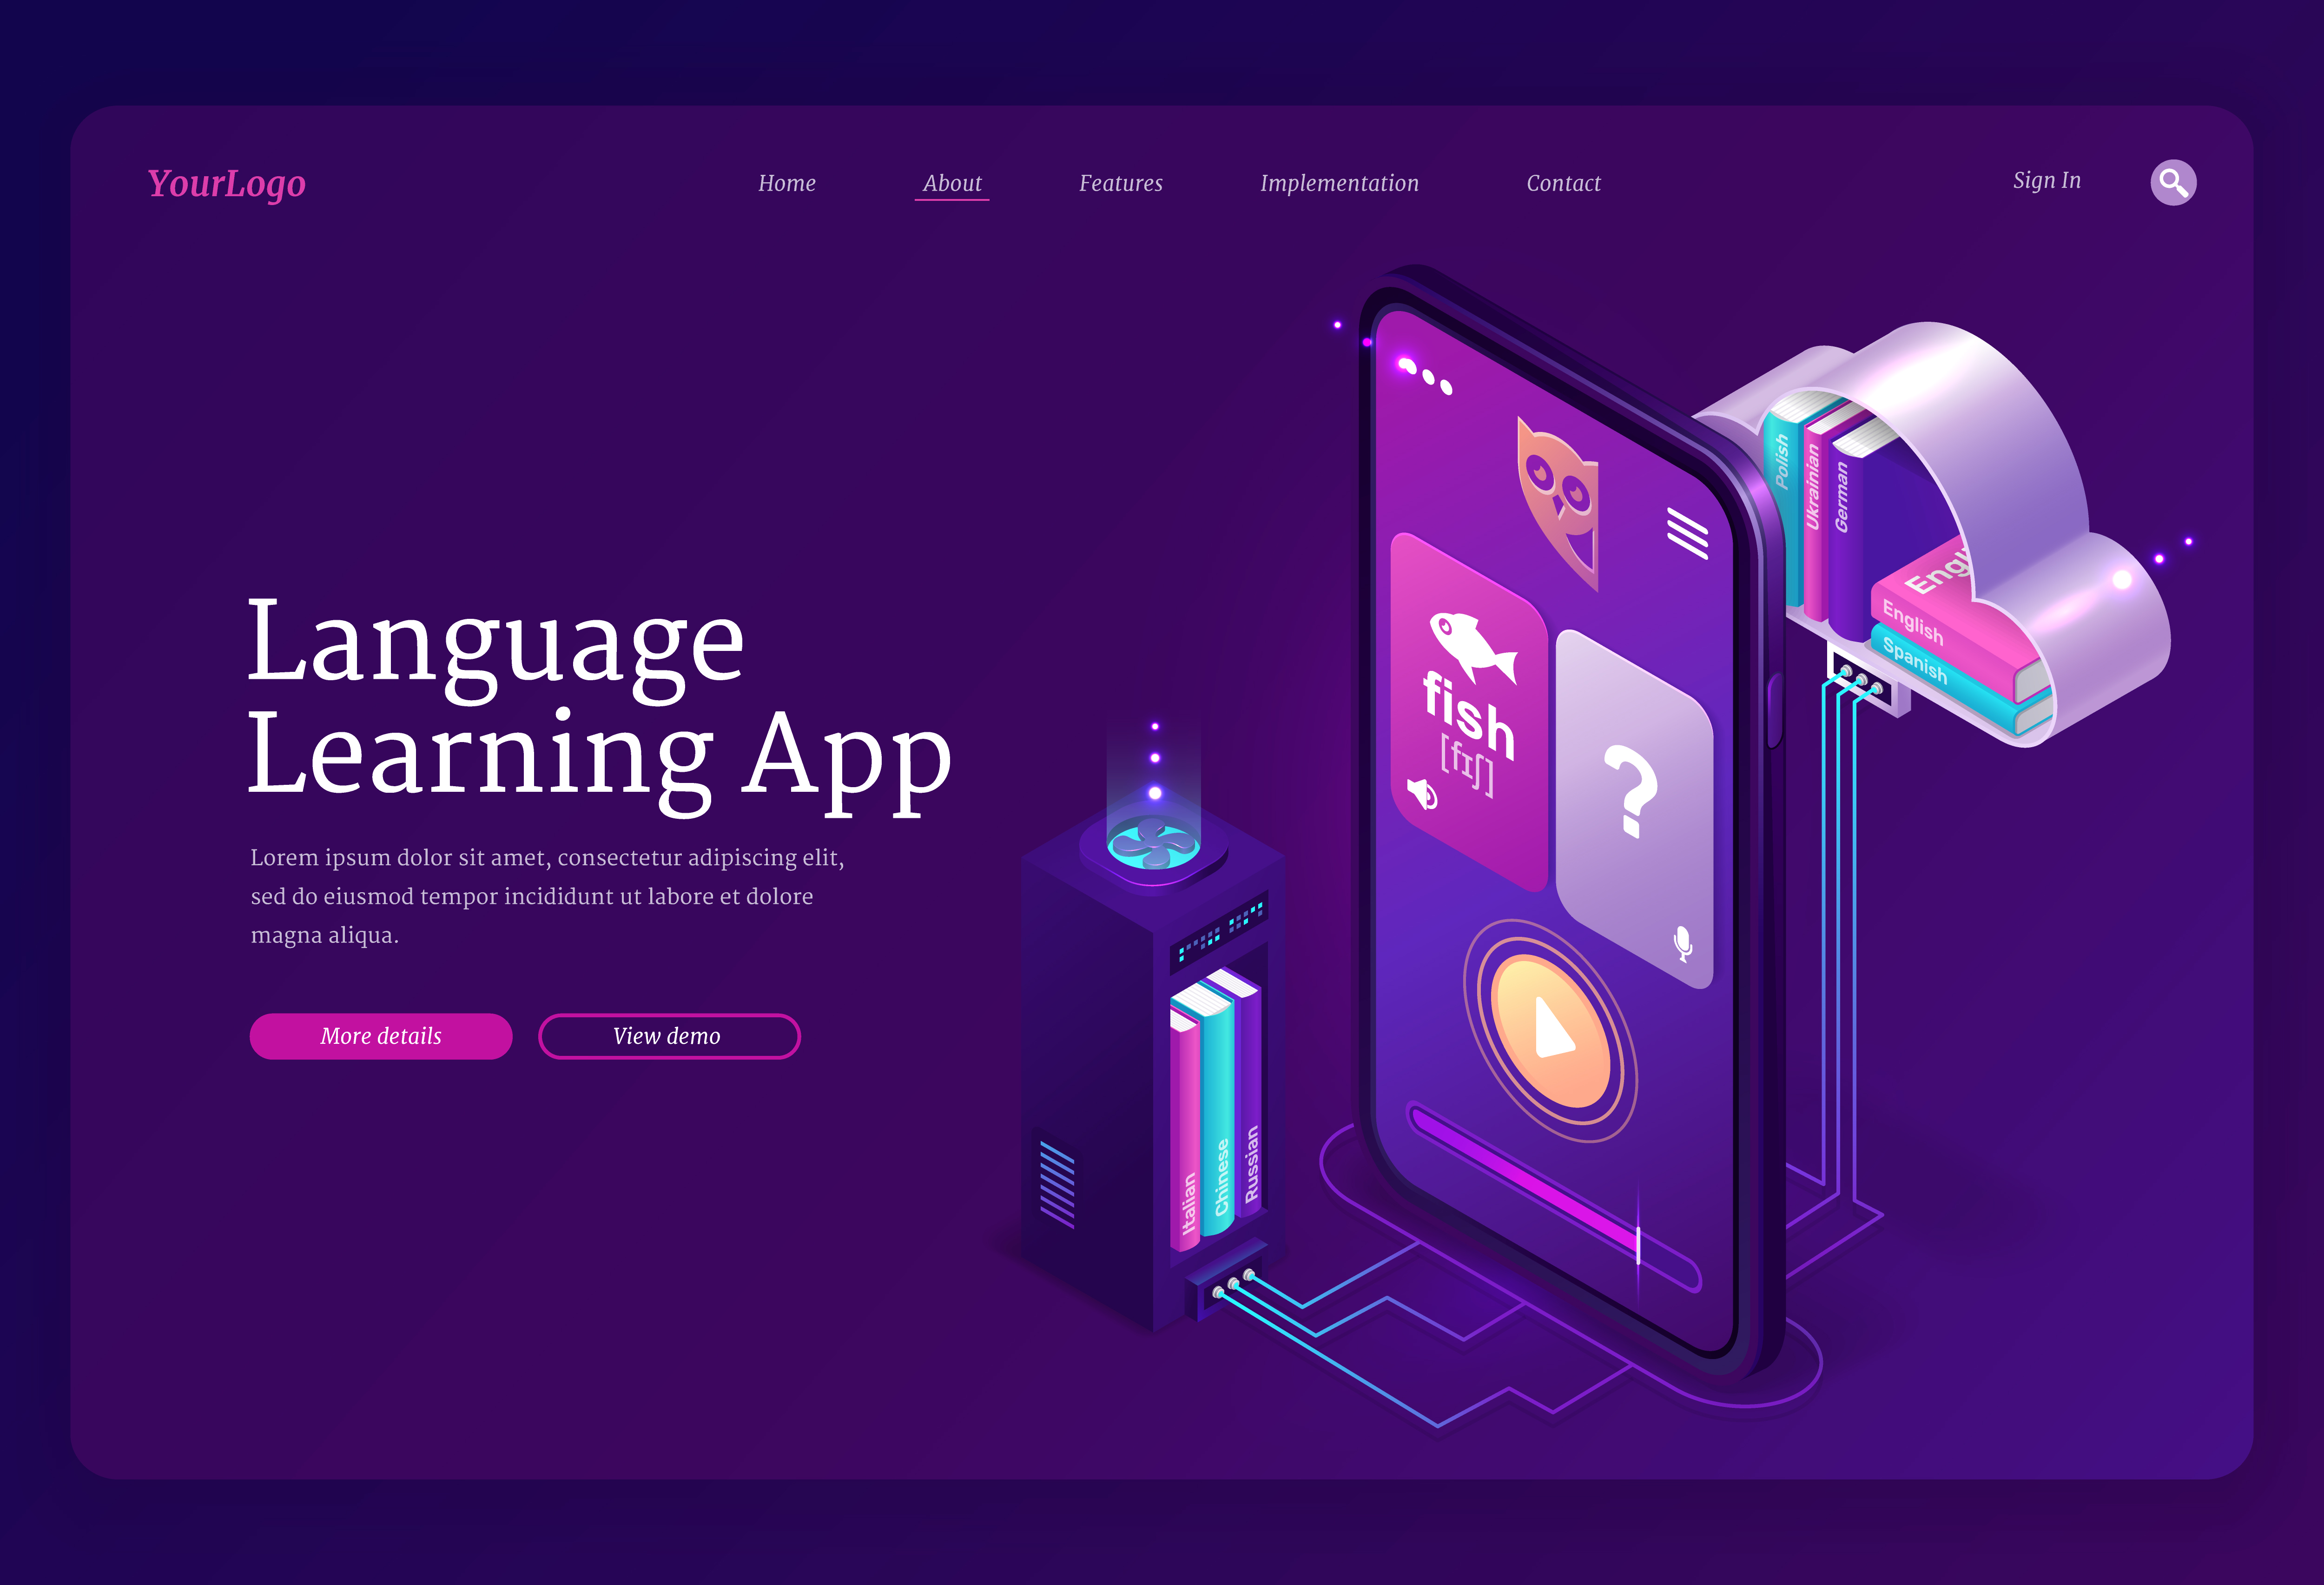 YourLogo
Home
About
Features
Implementation
Contact
Sign In
Language
Learning App
Lorem ipsum dolor sit amet, consectetur adipiscing elit,
sed do eiusmod tempor incididunt ut labore et dolore
magna aliqua.
More details
View demo
fish
[fɪʃ]
?
Polish
Ukrainian
German
Engl
English
Spanish
Italian
Chinese
Russian